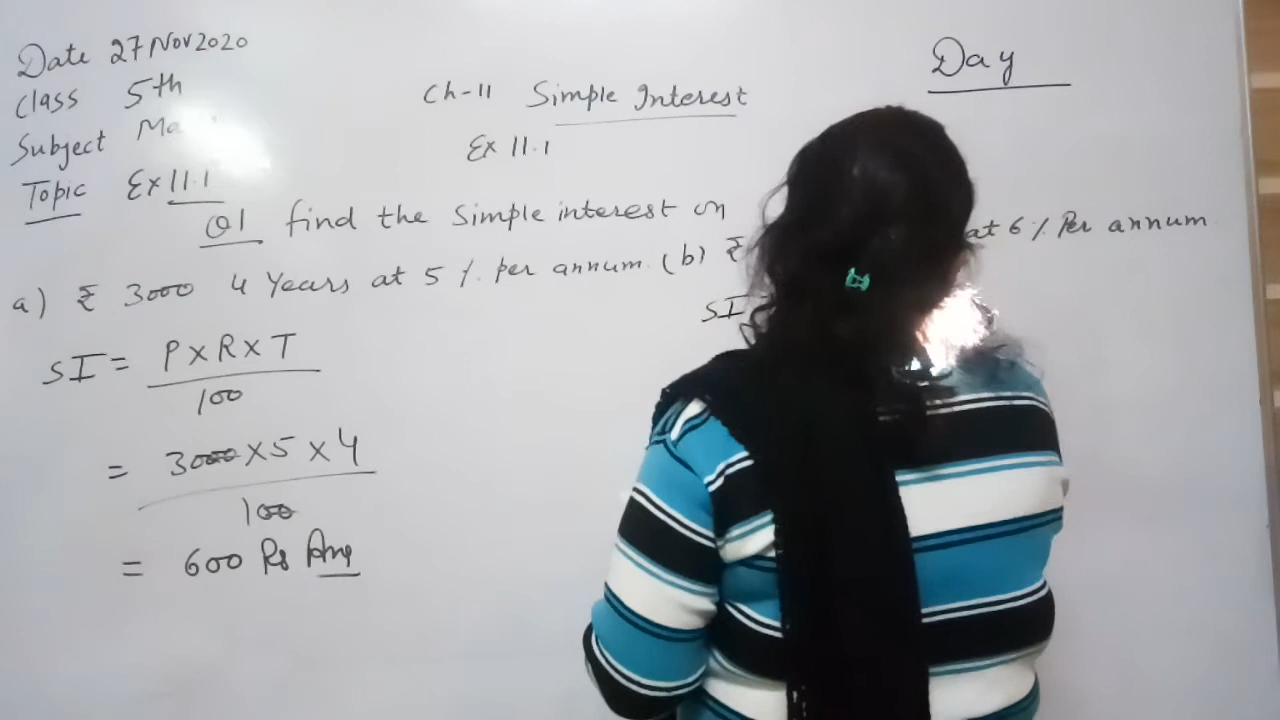 Date 27 Nov 2020
Class 5th
Subject
Topic Ex 11.1
Day
Ch-11 Simple Interest
Ex 11.1
Q1 find the simple interest on
a) ₹ 3000 4 Years at 5 % per annum.
(b) ₹ at 6 % Per annum
SI = P x R x T
100
= 3000 x 5 x 4
100
= 600 Rs Ans
SI